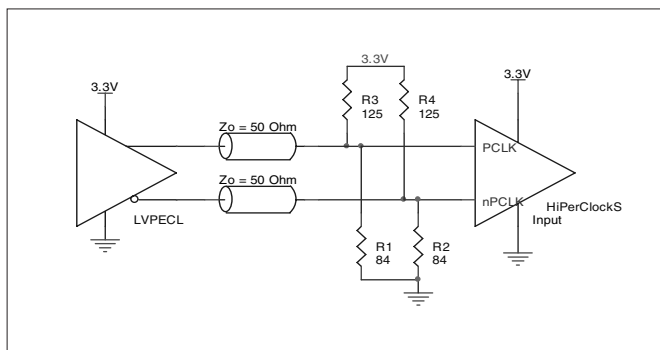 3.3V
3.3V
3.3V
R3
125
R4
125
Zo = 50 Ohm
PCLK
Zo = 50 Ohm
nPCLK
HiPerClockS
Input
LVPECL
R1
84
R2
84